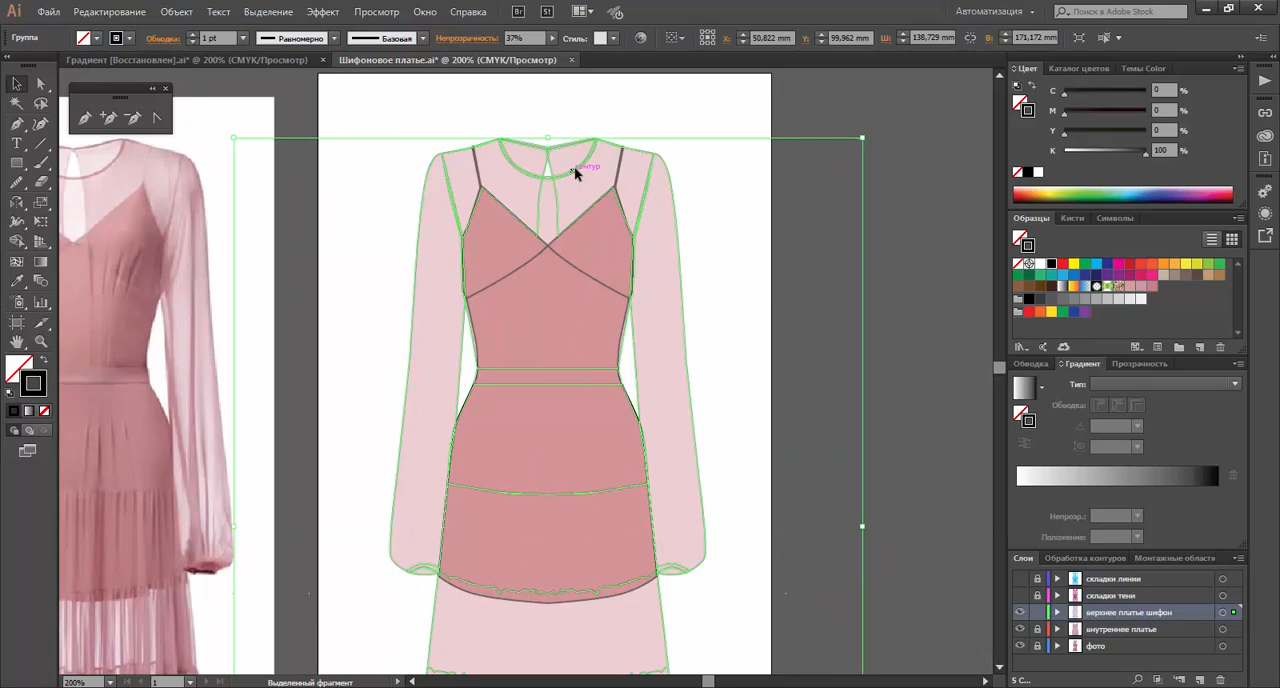 Ai Файл Редактирование Объект Текст Выделение Эффект Просмотр Окно Справка Br St Автоматизация Поиск в Adobe Stock
Группа Обводка: 1 pt Равномерно Базовая Непрозрачность: 37% Стиль: X: 50,822 mm Y: 99,962 mm Ш: 138,729 mm В: 171,172 mm
Градиент [Восстановлен].ai* @ 200% (CMYK/Просмотр) × Шифоновое платье.ai* @ 200% (CMYK/Просмотр) ×
Цвет Каталог цветов Темы Color
C 0 %
M 0 %
Y 0 %
K 100 %
контур
Образцы Кисти Символы
Обводка Градиент Прозрачность
Тип:
Обводка:
Непрозр.:
Положение:
Слои Обработка контуров Монтажные области
складки линии
складки тени
верхнее платье шифон
внутреннее платье
фото
5 С...
200% 1 Выделенный фрагмент